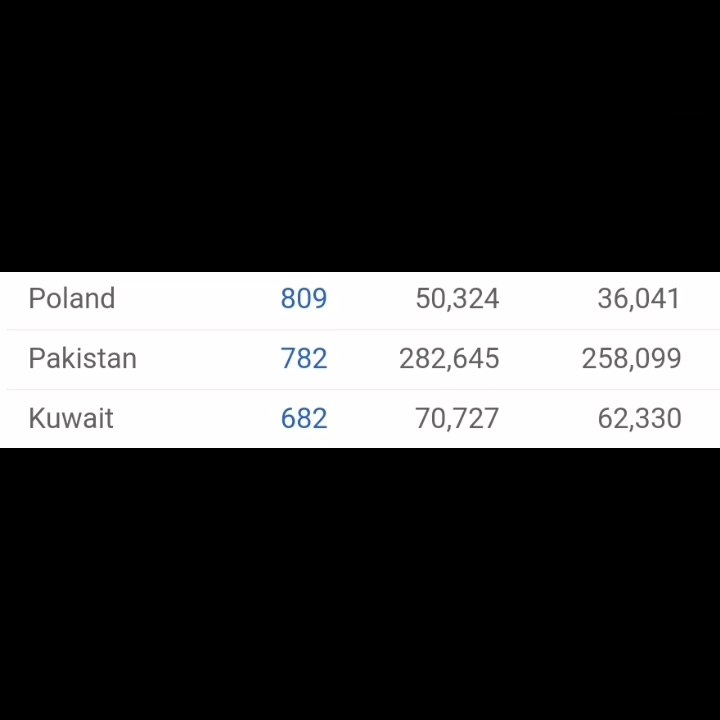 Poland 809 50,324 36,041
Pakistan 782 282,645 258,099
Kuwait 682 70,727 62,330